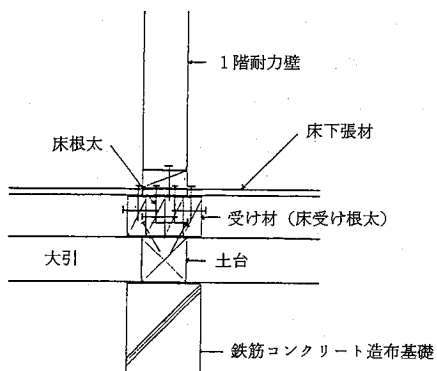 1階耐力壁
床下張材
床根太
受け材（床受け根太）
大引
土台
鉄筋コンクリート造布基礎